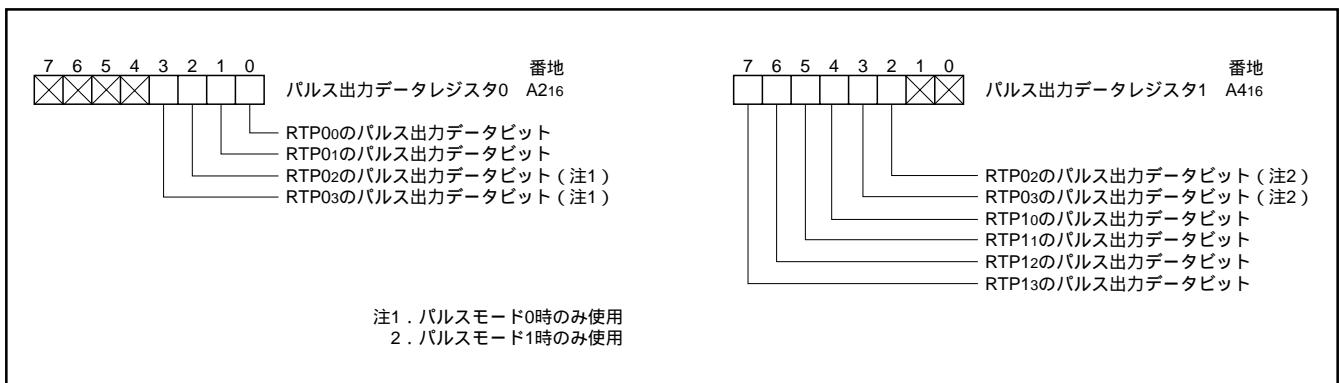 7 6 5 4 3 2 1 0 番地
パルス出力データレジスタ0 A216
RTP00のパルス出力データビット
RTP01のパルス出力データビット
RTP02のパルス出力データビット(注1)
RTP03のパルス出力データビット(注1)
7 6 5 4 3 2 1 0 番地
パルス出力データレジスタ1 A416
RTP02のパルス出力データビット(注2)
RTP03のパルス出力データビット(注2)
RTP10のパルス出力データビット
RTP11のパルス出力データビット
RTP12のパルス出力データビット
RTP13のパルス出力データビット
注1.パルスモード0時のみ使用
2.パルスモード1時のみ使用